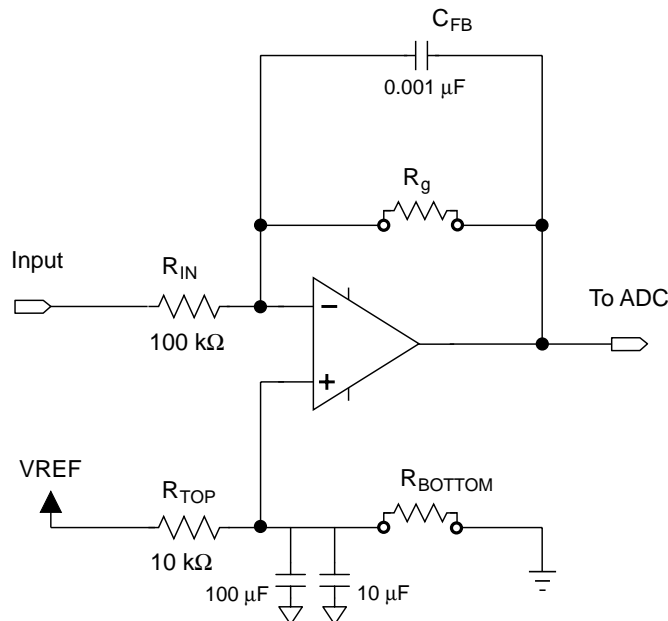 C_FB
0.001 μF
R_g
Input
R_IN
100 kΩ
To ADC
−
+
VREF
R_TOP
10 kΩ
R_BOTTOM
100 μF
10 μF